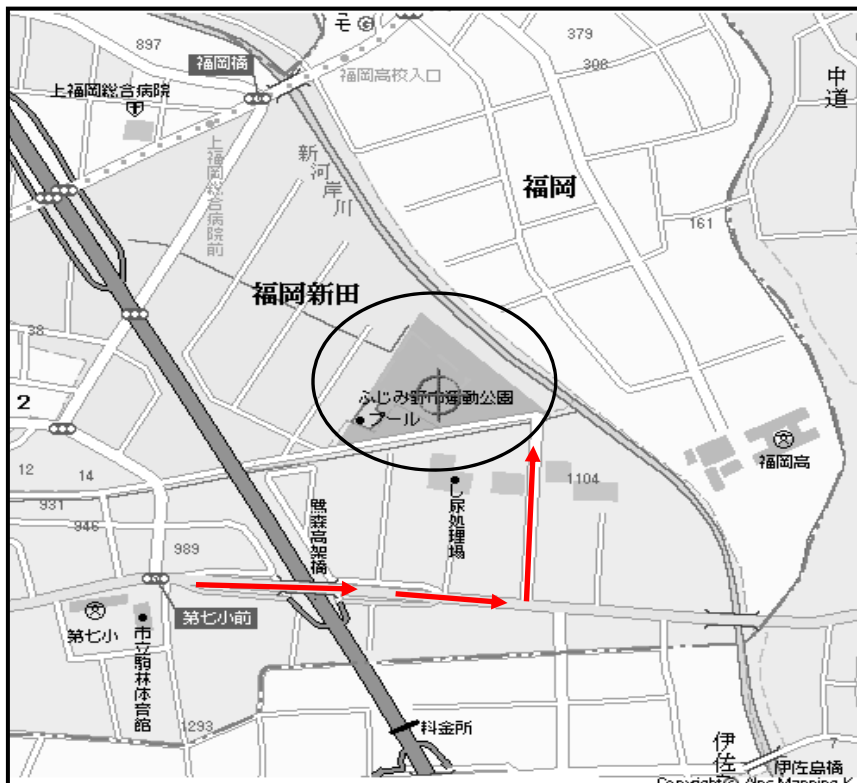 モ
897
379
福岡橋
308
福岡高校入口
中道
上福岡総合病院
新河岸川
上福岡総合病院前
福岡
161
福岡新田
38
ふじみ野市運動公園
プール
2
12
14
福岡高
931
946
し尿処理場
1104
鷺森高架橋
989
第七小前
第七小
市立駒林体育館
1293
料金所
7
伊佐島橋